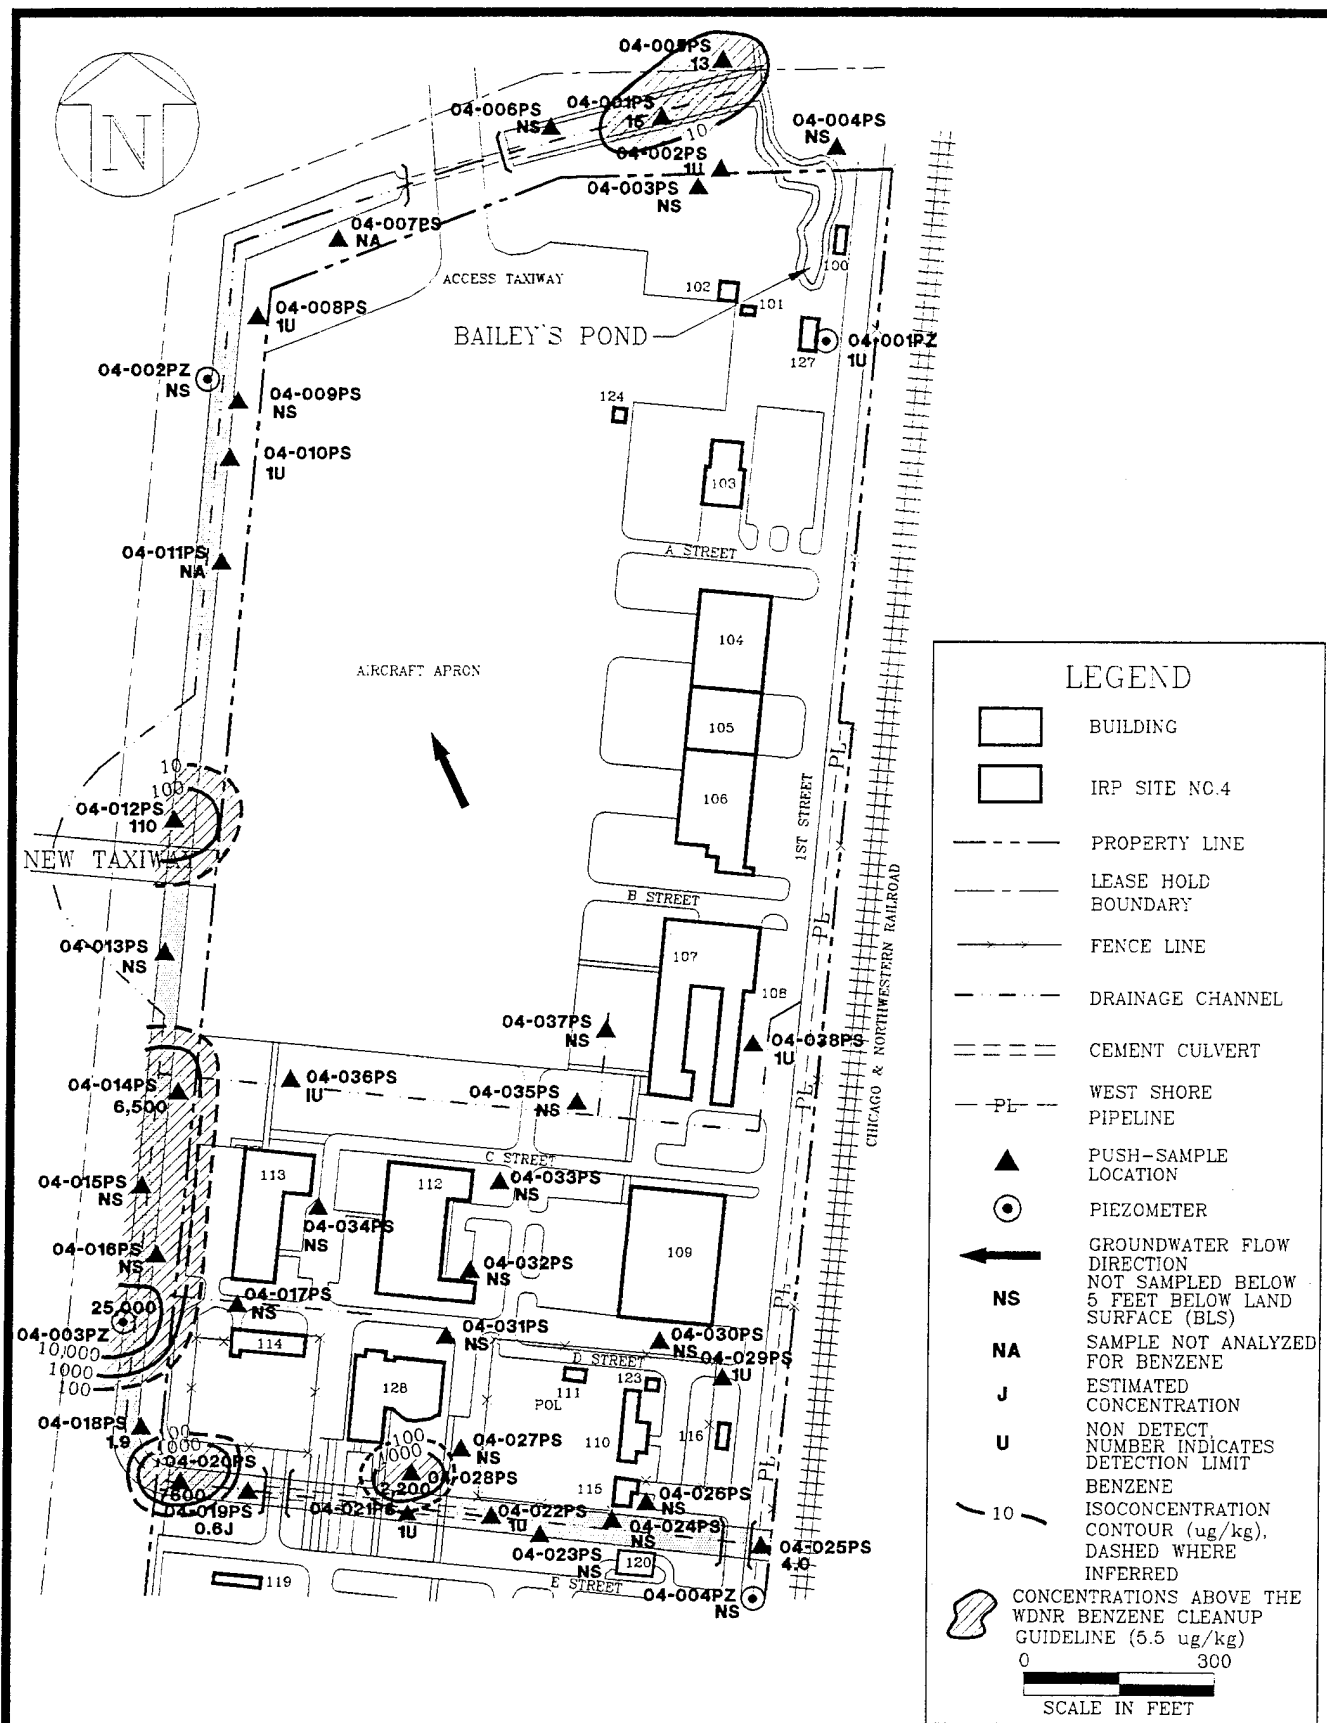 N
04-005PS
13
04-006PS
NS
04-001PS
15
10
04-004PS
NS
04-002PS
1U
04-003PS
NS
04-007PS
NA
ACCESS TAXIWAY
102
101
100
04-008PS
1U
BAILEY'S POND
127
04-001PZ
1U
04-002PZ
NS
04-009PS
NS
124
04-010PS
1U
103
04-011PS
NA
A STREET
104
AIRCRAFT APRON
105
PL
106
1ST STREET
10
100
04-012PS
110
NEW TAXIWAY
B STREET
PL
CHICAGO & NORTHWESTERN RAILROAD
04-013PS
NS
107
108
04-037PS
NS
04-038PS
1U
04-014PS
6,500
04-036PS
IU
04-035PS
NS
PL
C STREET
113
112
04-033PS
NS
04-015PS
NS
04-034PS
NS
109
04-016PS
NS
04-032PS
NS
PL
04-017PS
NS
25,000
04-003PZ
10,000
1000
100
114
04-031PS
NS
04-030PS
NS
D STREET
04-029PS
1U
128
111
123
POL
04-018PS
1.9
110
116
04-027PS
NS
100
1000
04-028PS
2,200
PL
04-020PS
7600
04-019PS
0.6J
04-021PS
1U
04-022PS
1U
115
04-026PS
NS
04-024PS
NS
04-023PS
NS
120
04-025PS
4.0
119
E STREET
04-004PZ
NS
LEGEND
BUILDING
IRP SITE NO.4
PROPERTY LINE
LEASE HOLD
BOUNDARY
FENCE LINE
DRAINAGE CHANNEL
CEMENT CULVERT
PL
WEST SHORE
PIPELINE
PUSH-SAMPLE
LOCATION
PIEZOMETER
GROUNDWATER FLOW
DIRECTION
NS
NOT SAMPLED BELOW
5 FEET BELOW LAND
SURFACE (BLS)
NA
SAMPLE NOT ANALYZED
FOR BENZENE
J
ESTIMATED
CONCENTRATION
U
NON DETECT,
NUMBER INDICATES
DETECTION LIMIT
10
BENZENE
ISOCONCENTRATION
CONTOUR (ug/kg),
DASHED WHERE
INFERRED
CONCENTRATIONS ABOVE THE
WDNR BENZENE CLEANUP
GUIDELINE (5.5 ug/kg)
0 300
SCALE IN FEET